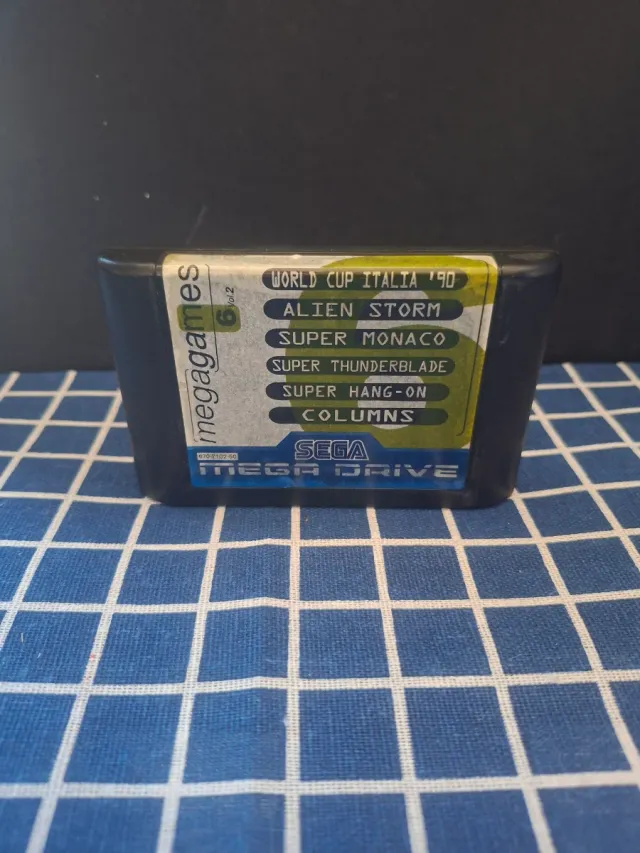 megagames
6 Vol.2
WORLD CUP ITALIA '90
ALIEN STORM
SUPER MONACO
SUPER THUNDERBLADE
SUPER HANG-ON
COLUMNS
SEGA
MEGA DRIVE